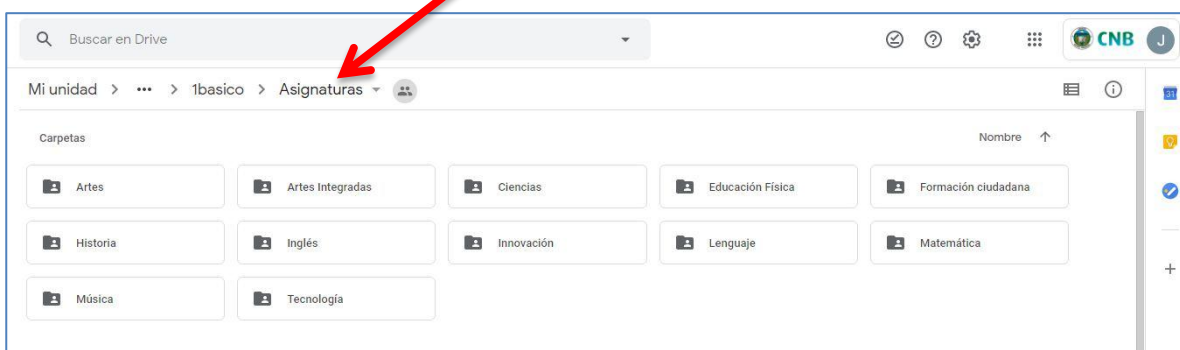 Buscar en Drive
CNB J
Mi unidad > ••• > 1basico > Asignaturas
31
Carpetas
Nombre
Artes
Artes Integradas
Ciencias
Educación Física
Formación ciudadana
Historia
Inglés
Innovación
Lenguaje
Matemática
Música
Tecnología